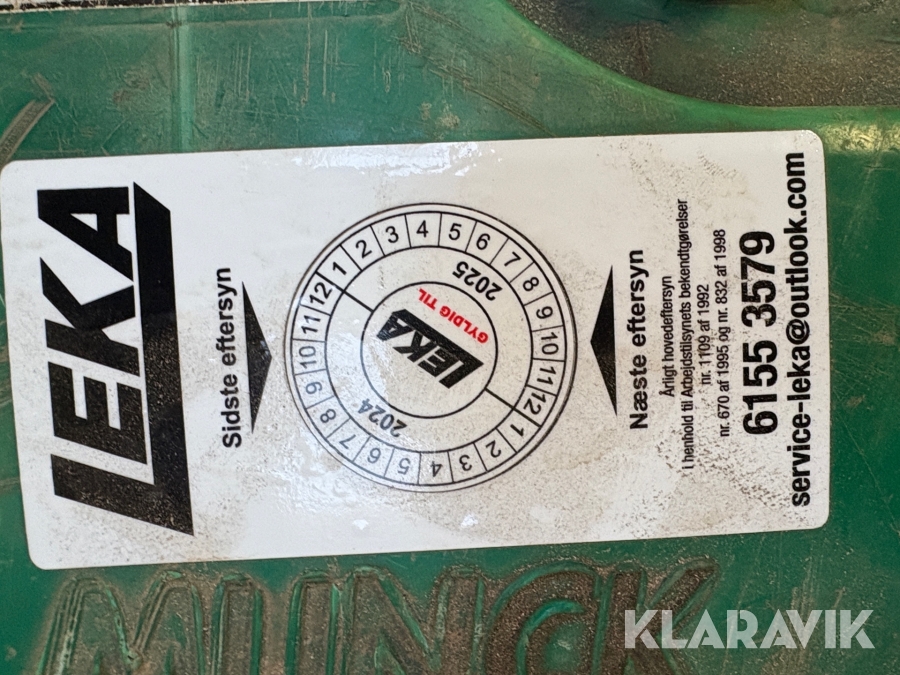 LEKA
Sidste eftersyn
1 2 3 4 5 6 7 8 9 10 11 12
2025
GYLDIG TIL
LEKA
2024
1 2 3 4 5 6 7 8 9 10 11 12
Næste eftersyn
Årligt hovedeftersyn
i henhold til Arbejdstilsynets bekendtgørelser
nr. 1109 af 1992
nr. 670 af 1995 og nr. 832 af 1998
6155 3579
service-leka@outlook.com
MUNCK
KLARAVIK